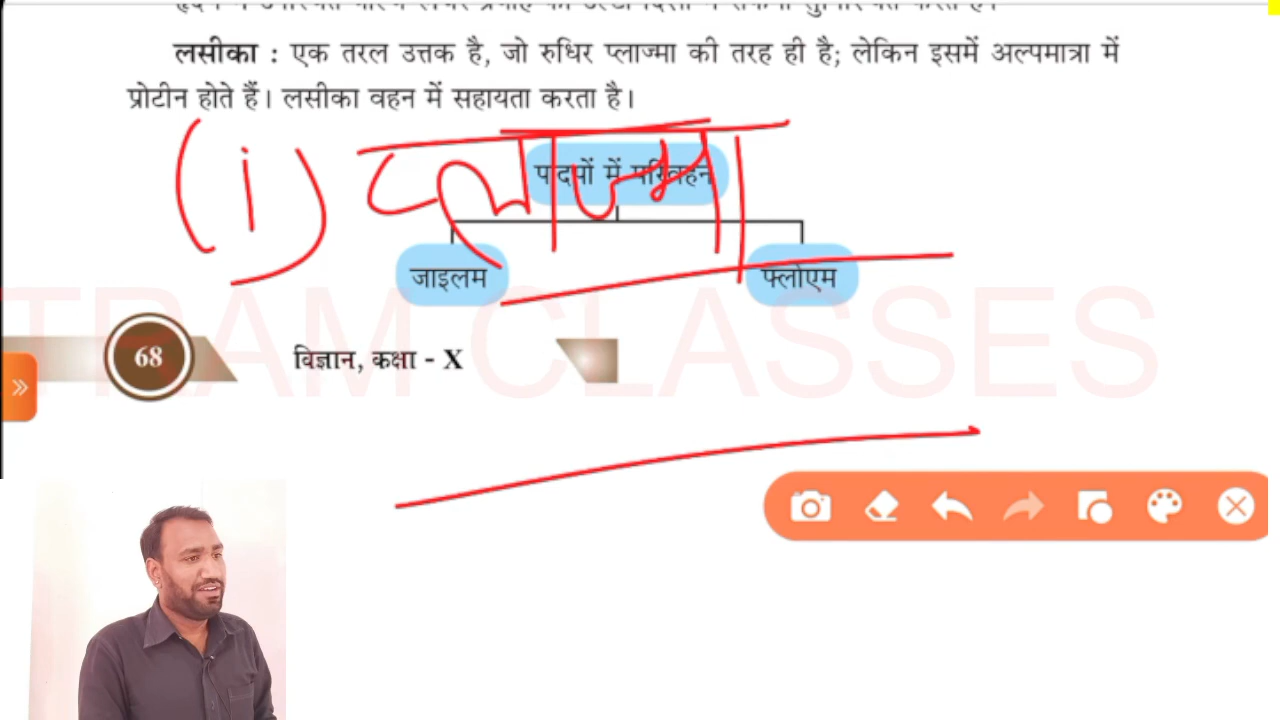 लसीका : एक तरल उत्तक है, जो रुधिर प्लाज्मा की तरह ही है; लेकिन इसमें अल्पमात्रा में
प्रोटीन होते हैं। लसीका वहन में सहायता करता है।
(i) प्लाज्मा
पादपों में परिवहन
जाइलम फ्लोएम
TRAM CLASSES
68 विज्ञान, कक्षा - X